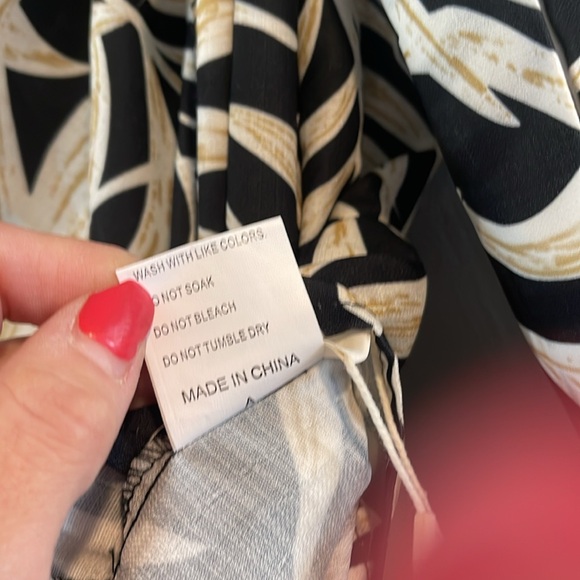 WASH WITH LIKE COLORS.
DO NOT SOAK
DO NOT BLEACH
DO NOT TUMBLE DRY
MADE IN CHINA